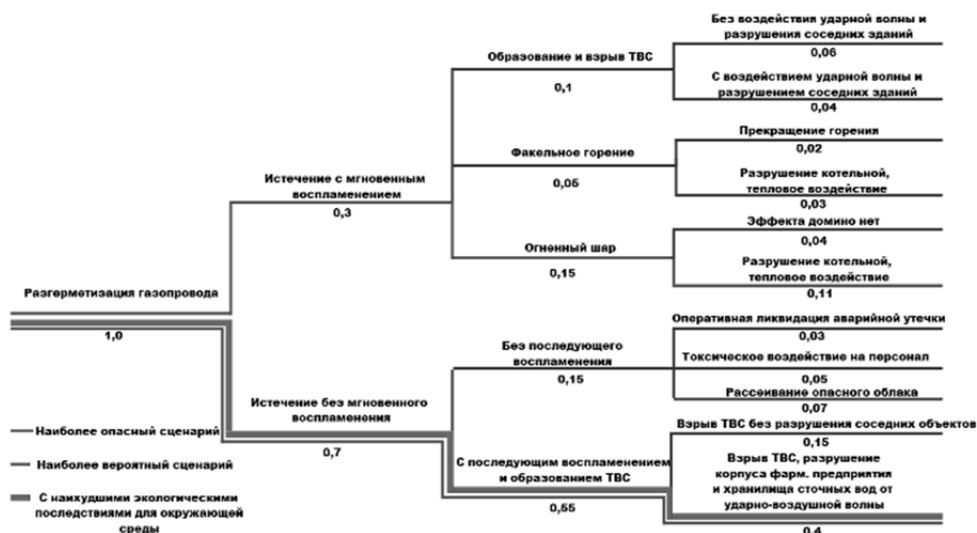 Без воздействия ударной волны и
разрушения соседних зданий
0,06
Образование и взрыв ТВС
0,1
С воздействием ударной волны и
разрушением соседних зданий
0,04
Прекращение горения
0,02
Факельное горение
0,05
Разрушение котельной,
тепловое воздействие
0,03
Истечение с мгновенным
воспламенением
0,3
Эффекта домино нет
0,04
Огненный шар
0,15
Разрушение котельной,
тепловое воздействие
0,11
Разгерметизация газопровода
1,0
Оперативная ликвидация аварийной утечки
0,03
Без последующего
воспламенения
0,15
Токсическое воздействие на персонал
0,05
Рассеивание опасного облака
0,07
Истечение без мгновенного
воспламенения
0,7
Взрыв ТВС без разрушения соседних объектов
0,15
С последующим воспламенением
и образованием ТВС
0,55
Взрыв ТВС, разрушение
корпуса фарм. предприятия
и хранилища сточных вод от
ударно-воздушной волны
0,4
Наиболее опасный сценарий
Наиболее вероятный сценарий
С наихудшими экологическими
последствиями для окружающей
среды